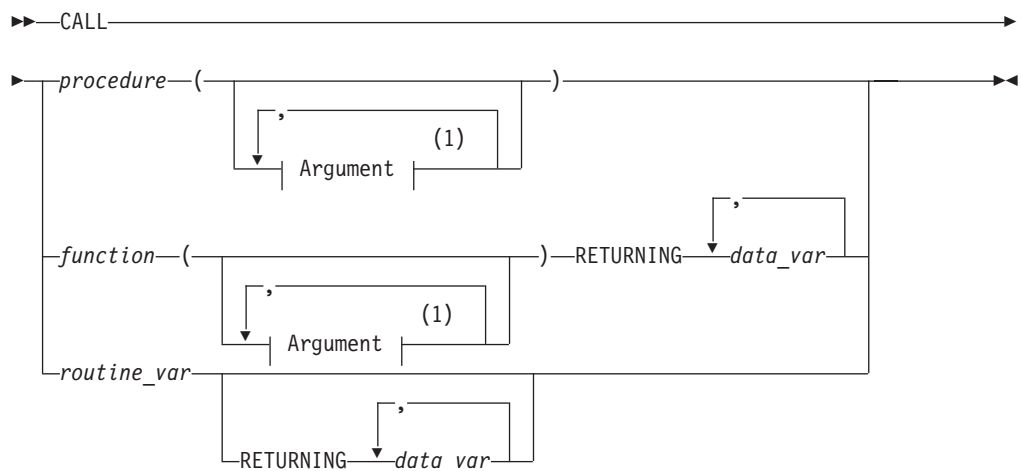 CALL
procedure ( )
,
(1)
Argument
,
function ( ) RETURNING data_var
,
(1)
Argument
routine_var
,
RETURNING data_var